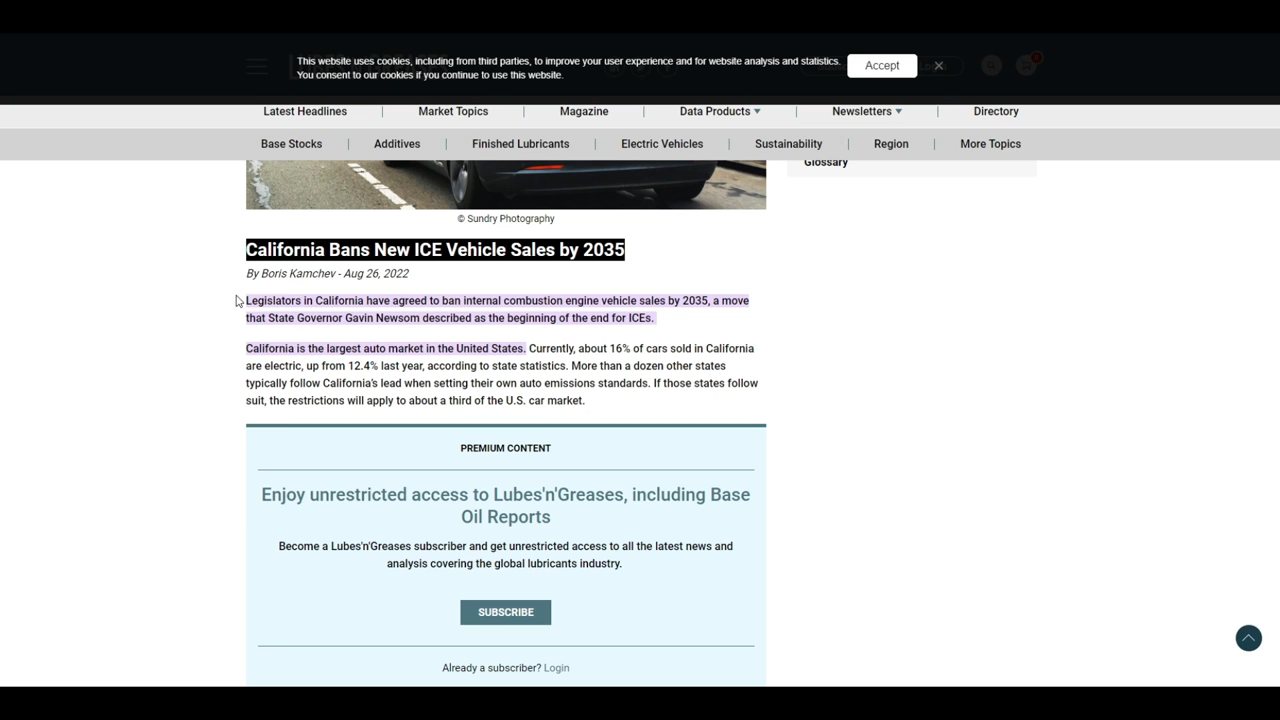 This website uses cookies, including from third parties, to improve your user experience and for website analysis and statistics.
You consent to our cookies if you continue to use this website.
Accept
Latest Headlines | Market Topics | Magazine | Data Products | Newsletters | Directory
Base Stocks | Additives | Finished Lubricants | Electric Vehicles | Sustainability | Region | More Topics
Glossary
© Sundry Photography
California Bans New ICE Vehicle Sales by 2035
By Boris Kamchev - Aug 26, 2022
Legislators in California have agreed to ban internal combustion engine vehicle sales by 2035, a move
that State Governor Gavin Newsom described as the beginning of the end for ICEs.
California is the largest auto market in the United States. Currently, about 16% of cars sold in California
are electric, up from 12.4% last year, according to state statistics. More than a dozen other states
typically follow California's lead when setting their own auto emissions standards. If those states follow
suit, the restrictions will apply to about a third of the U.S. car market.
PREMIUM CONTENT
Enjoy unrestricted access to Lubes'n'Greases, including Base
Oil Reports
Become a Lubes'n'Greases subscriber and get unrestricted access to all the latest news and
analysis covering the global lubricants industry.
SUBSCRIBE
Already a subscriber? Login